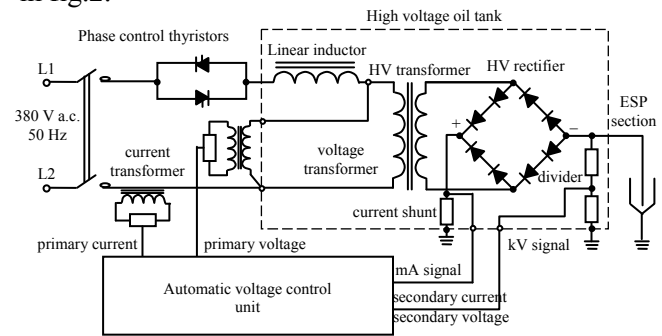 in fig.2.
High voltage oil tank
Phase control thyristors
Linear inductor
L1
HV transformer
HV rectifier
380 V a.c.
50 Hz
ESP
section
+
−
current
transformer
voltage
transformer
L2
divider
current shunt
primary current
primary voltage
kV signal
mA signal
Automatic voltage control
unit
secondary current
secondary voltage